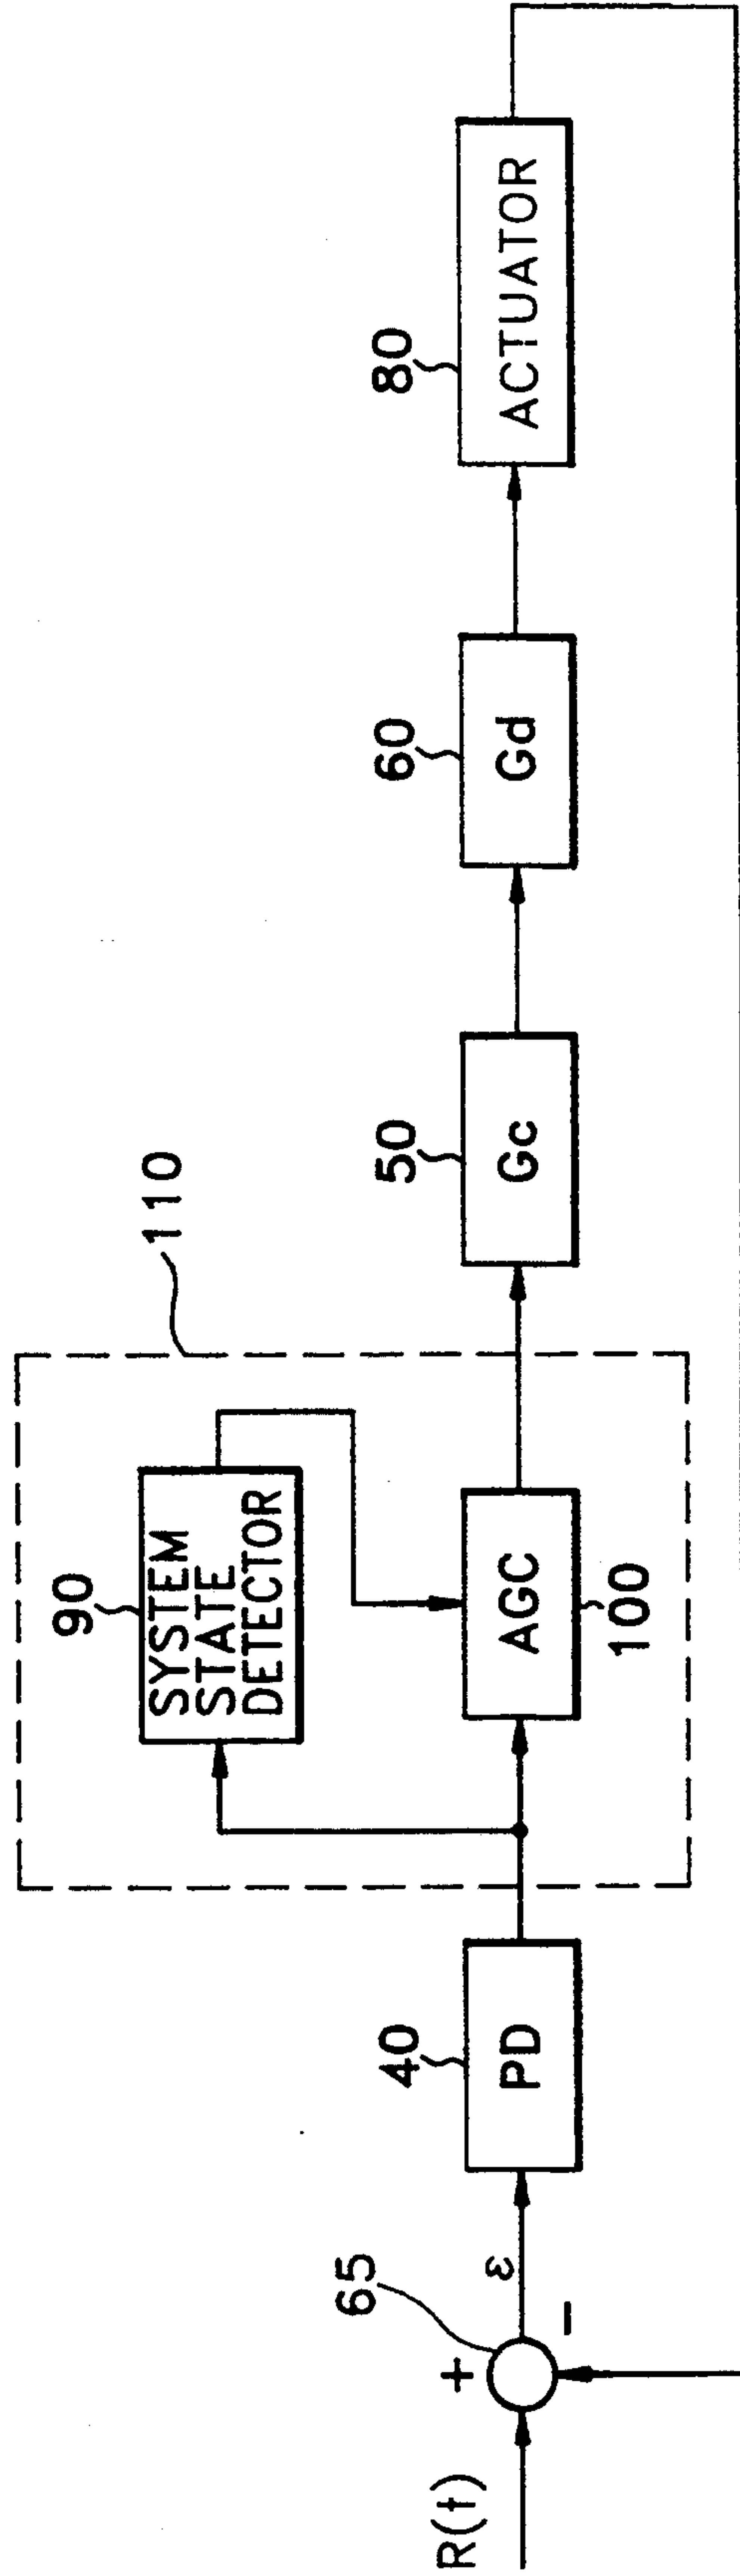 R(t)
+
65
−
ε
40
PD
90
SYSTEM
STATE
DETECTOR
AGC
100
110
50
Gc
60
Gd
80
ACTUATOR